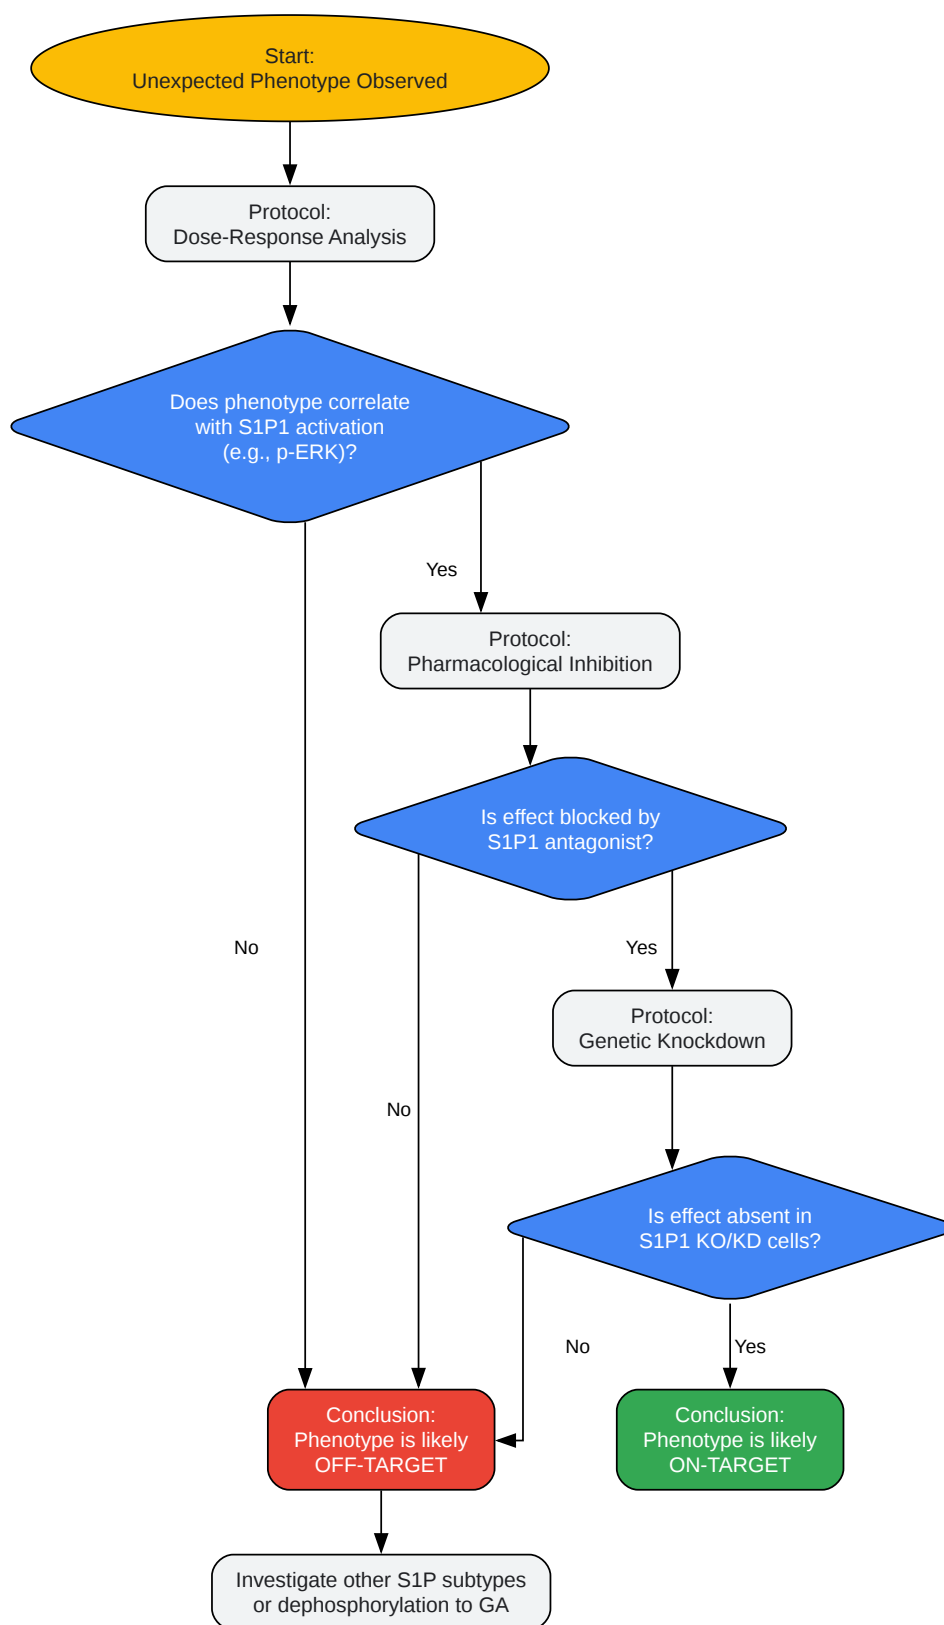 Start:
Unexpected Phenotype Observed
Protocol:
Dose-Response Analysis
Does phenotype correlate
with S1P1 activation
(e.g., p-ERK)?
Yes
Protocol:
Pharmacological Inhibition
Is effect blocked by
S1P1 antagonist?
No
Yes
Protocol:
Genetic Knockdown
No
Is effect absent in
S1P1 KO/KD cells?
No
Yes
Conclusion:
Phenotype is likely
OFF-TARGET
Conclusion:
Phenotype is likely
ON-TARGET
Investigate other S1P subtypes
or dephosphorylation to GA